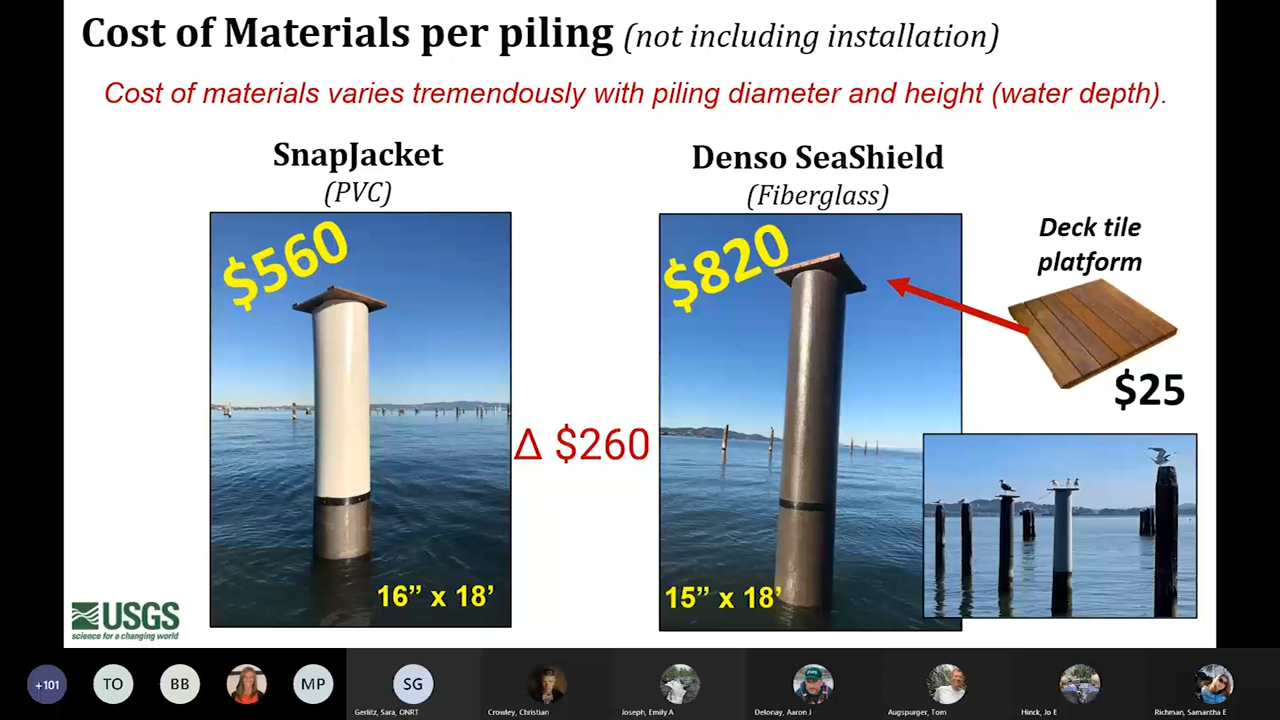 Cost of Materials per piling (not including installation)
Cost of materials varies tremendously with piling diameter and height (water depth).
SnapJacket
(PVC)
$560
16” x 18’
Δ $260
Denso SeaShield
(Fiberglass)
$820
15” x 18’
Deck tile
platform
$25
USGS
science for a changing world
+101
TO
BB
MP
SG
Gerlitz, Sara, ONRT
Crowley, Christian
Joseph, Emily A
Delonay, Aaron J
Augspurger, Tom
Hinck, Jo E
Richman, Samantha E